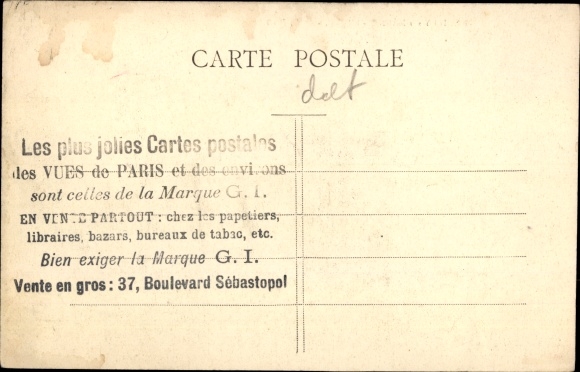 CARTE POSTALE
Les plus jolies Cartes postales
des VUES de PARIS et des environs
sont celles de la Marque G. I.
EN VENTE PARTOUT : chez les papetiers,
libraires, bazars, bureaux de tabac, etc.
Bien exiger la Marque G. I.
Vente en gros : 37, Boulevard Sébastopol